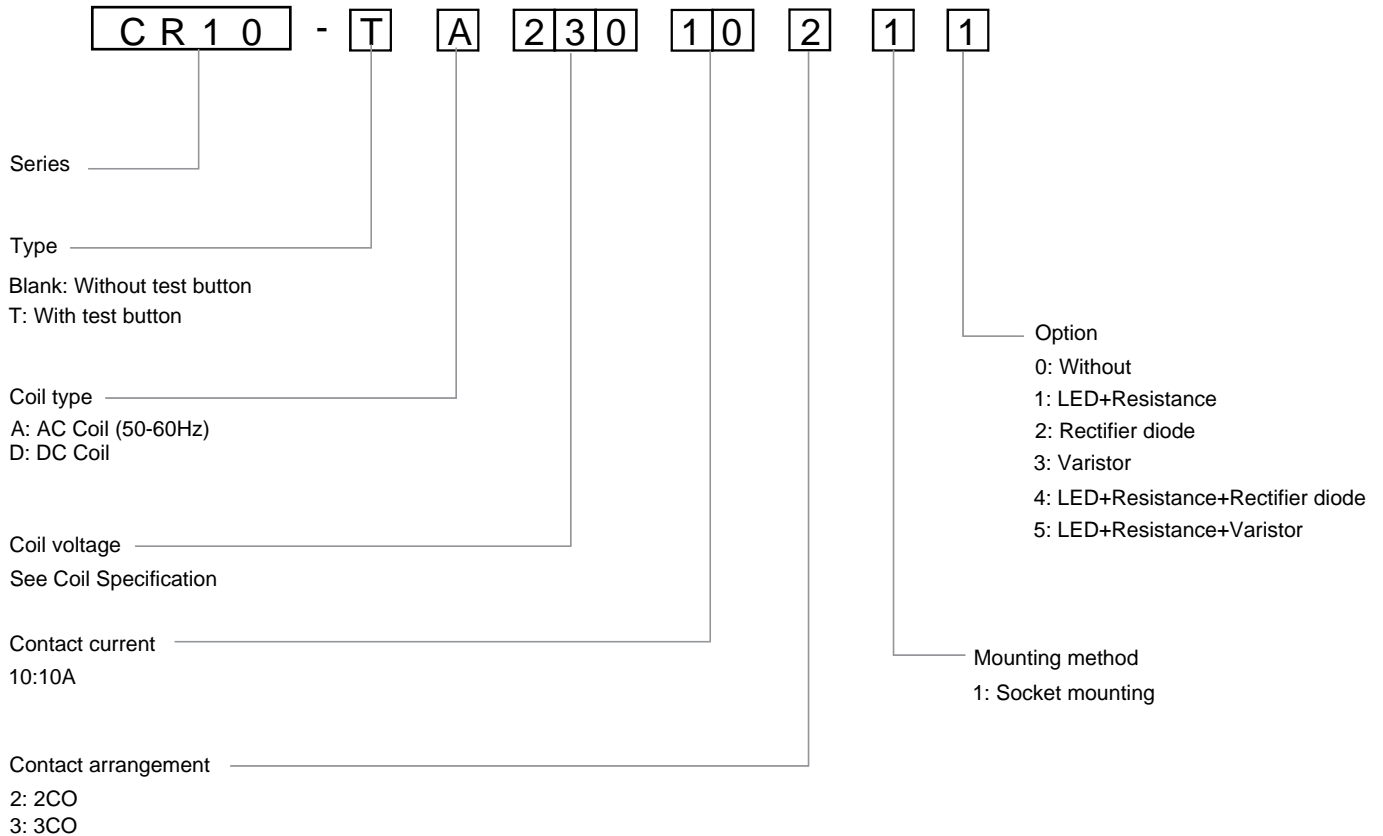 CR10 - T A 230 10 2 1 1
Series
Type
Blank: Without test button
T: With test button
Coil type
A: AC Coil (50-60Hz)
D: DC Coil
Coil voltage
See Coil Specification
Contact current
10:10A
Contact arrangement
2: 2CO
3: 3CO
Option
0: Without
1: LED+Resistance
2: Rectifier diode
3: Varistor
4: LED+Resistance+Rectifier diode
5: LED+Resistance+Varistor
Mounting method
1: Socket mounting